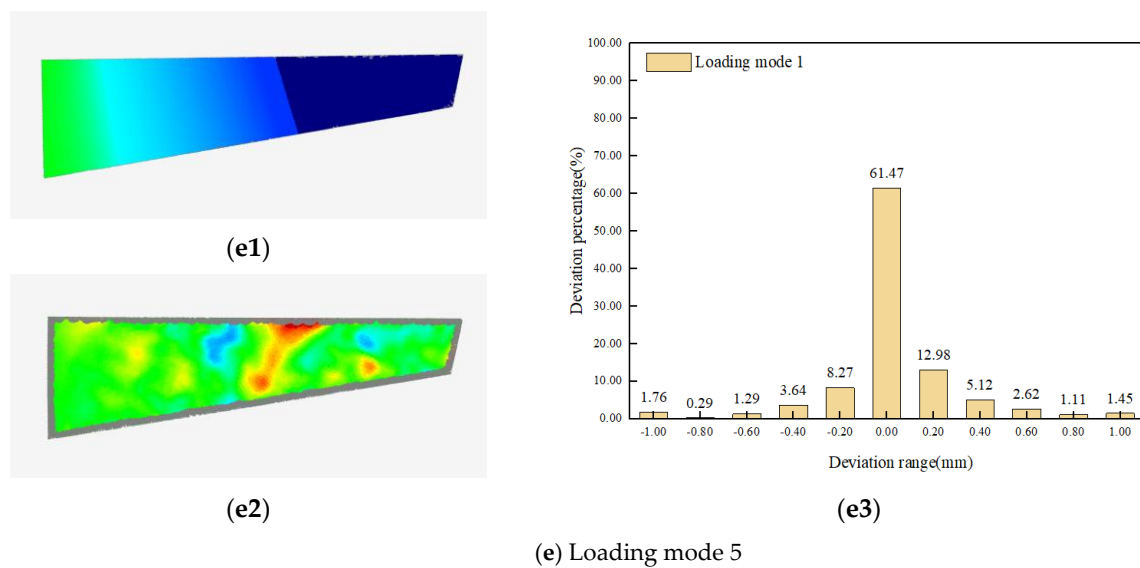 (e1)
(e2)
Loading mode 1
Deviation percentage(%)
100.00
90.00
80.00
70.00
60.00
50.00
40.00
30.00
20.00
10.00
0.00
1.76
0.29
1.29
3.64
8.27
61.47
12.98
5.12
2.62
1.11
1.45
-1.00 -0.80 -0.60 -0.40 -0.20 0.00 0.20 0.40 0.60 0.80 1.00
Deviation range(mm)
(e3)
(e) Loading mode 5